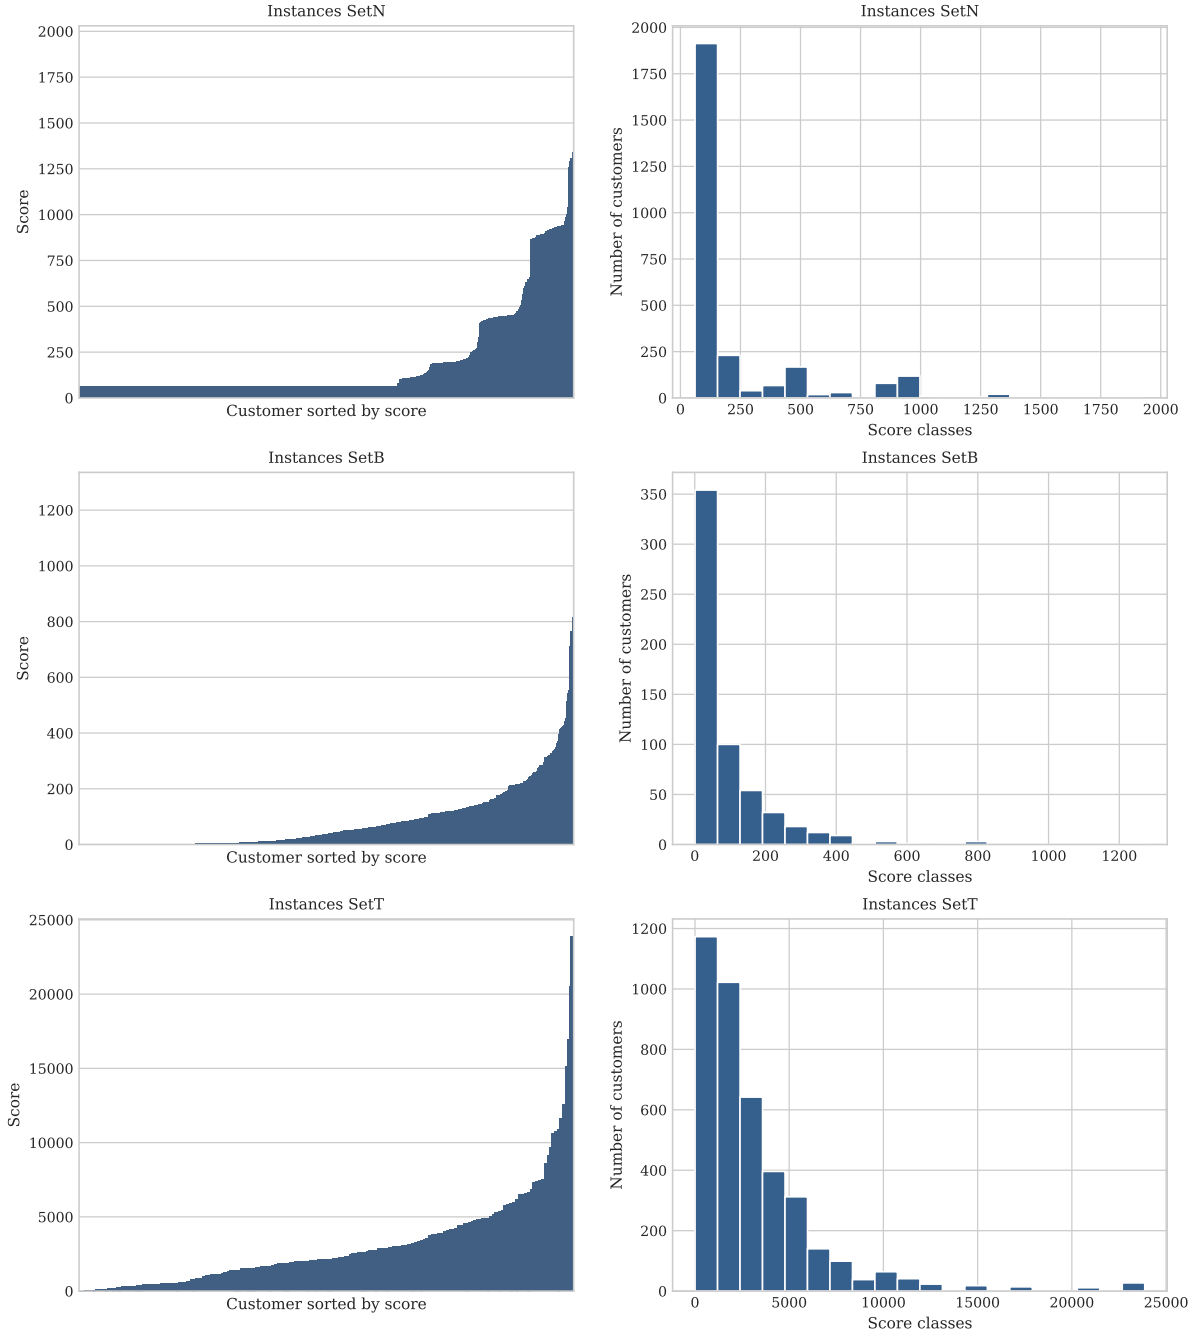 Instances SetN
2000
1750
1500
1250
1000
750
500
250
0
Score
Customer sorted by score
Instances SetN
2000
1750
1500
1250
1000
750
500
250
0
Number of customers
0 250 500 750 1000 1250 1500 1750 2000
Score classes
Instances SetB
1200
1000
800
600
400
200
0
Score
Customer sorted by score
Instances SetB
350
300
250
200
150
100
50
0
Number of customers
0 200 400 600 800 1000 1200
Score classes
Instances SetT
25000
20000
15000
10000
5000
0
Score
Customer sorted by score
Instances SetT
1200
1000
800
600
400
200
0
Number of customers
0 5000 10000 15000 20000 25000
Score classes